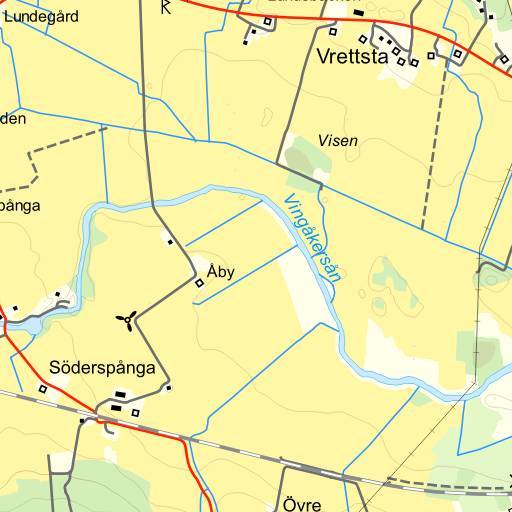 Lundegård
Vrettsta
den
Visen
pånga
Vingåkersån
Åby
Söderspånga
Övre